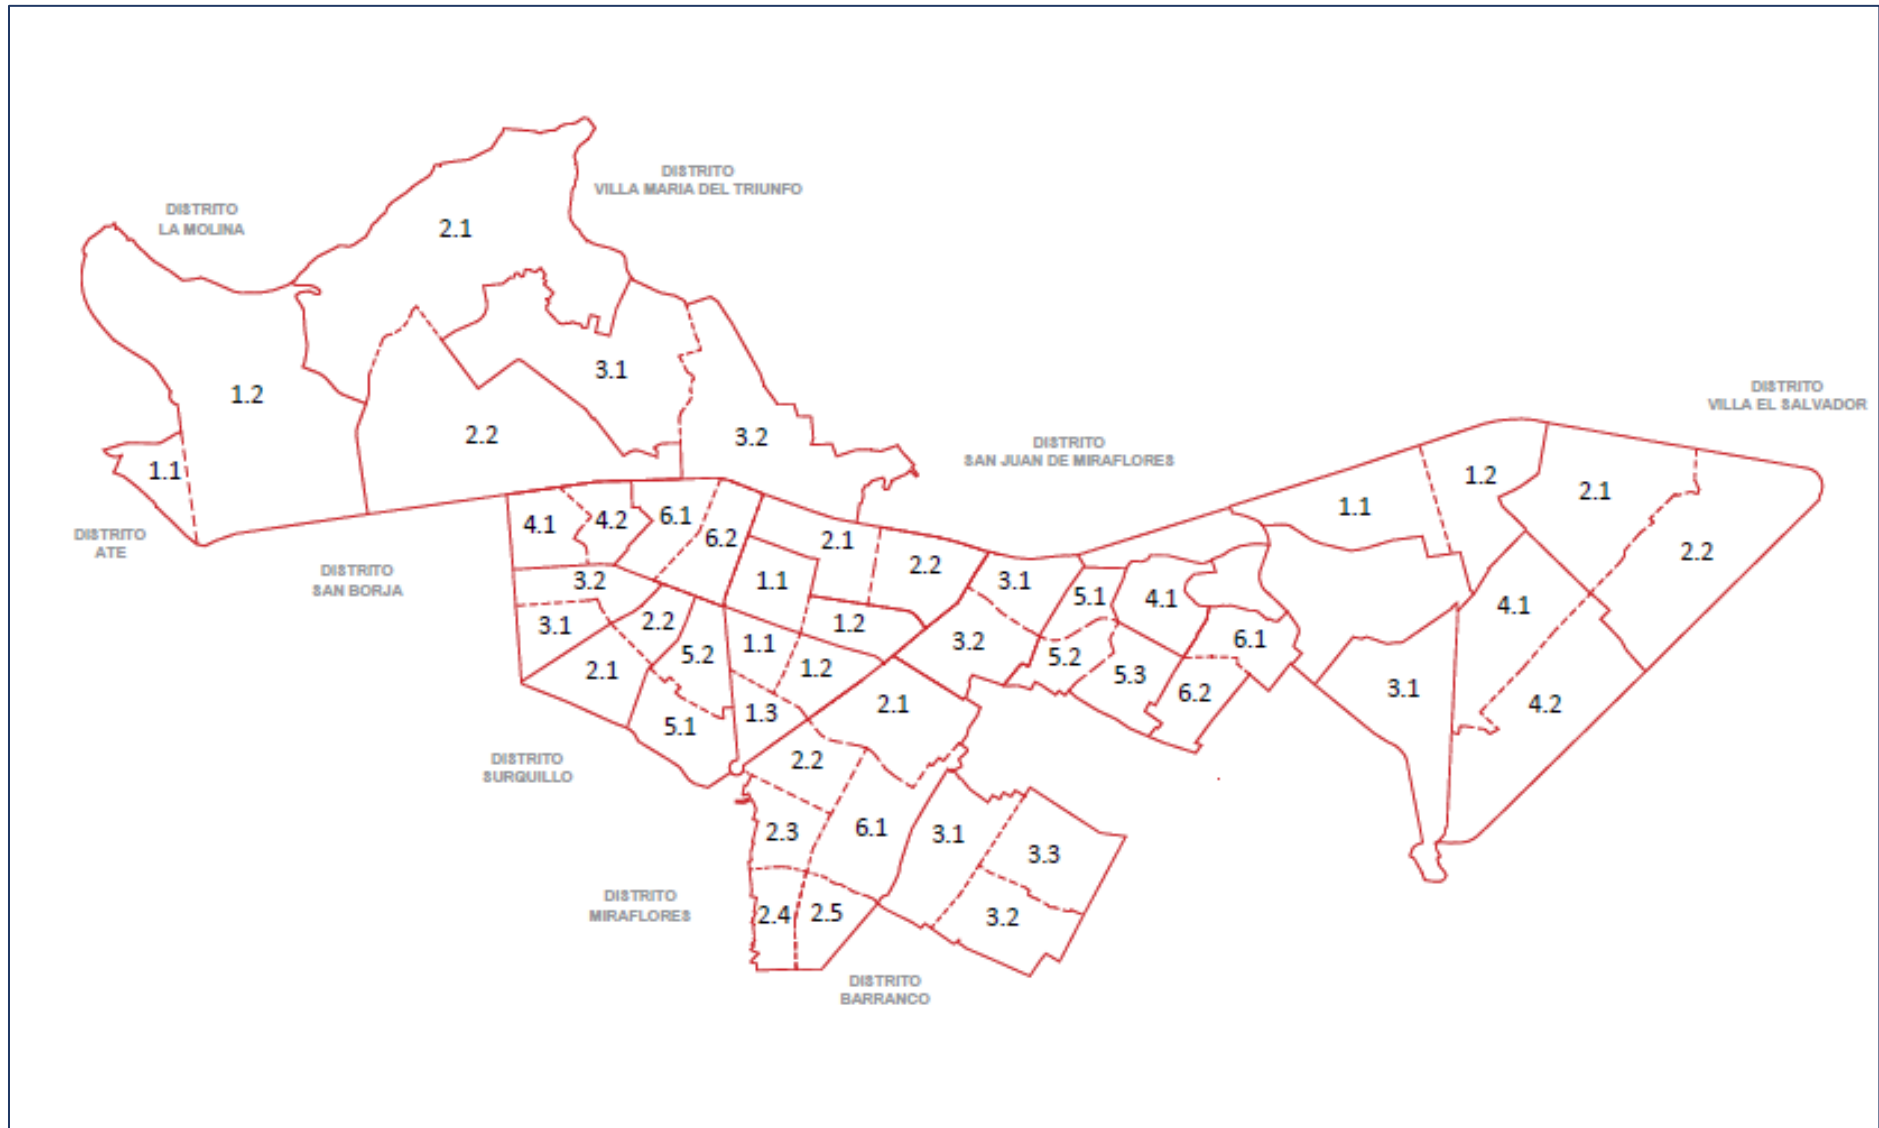 DISTRITO
VILLA MARIA DEL TRIUNFO
DISTRITO
LA MOLINA
2.1
3.1
1.2
2.2
3.2
1.1
DISTRITO
ATE
DISTRITO
SAN BORJA
DISTRITO
SAN JUAN DE MIRAFLORES
DISTRITO
VILLA EL SALVADOR
4.1
4.2
6.1
6.2
3.2
3.1
2.2
2.1
5.2
5.1
2.1
2.2
1.1
1.2
1.1
1.2
1.3
3.1
3.2
5.1
5.2
5.3
4.1
6.1
6.2
1.1
1.2
2.1
2.2
4.1
4.2
3.1
2.1
2.2
2.3
6.1
2.4
2.5
3.1
3.3
3.2
DISTRITO
SURQUILLO
DISTRITO
MIRAFLORES
DISTRITO
BARRANCO